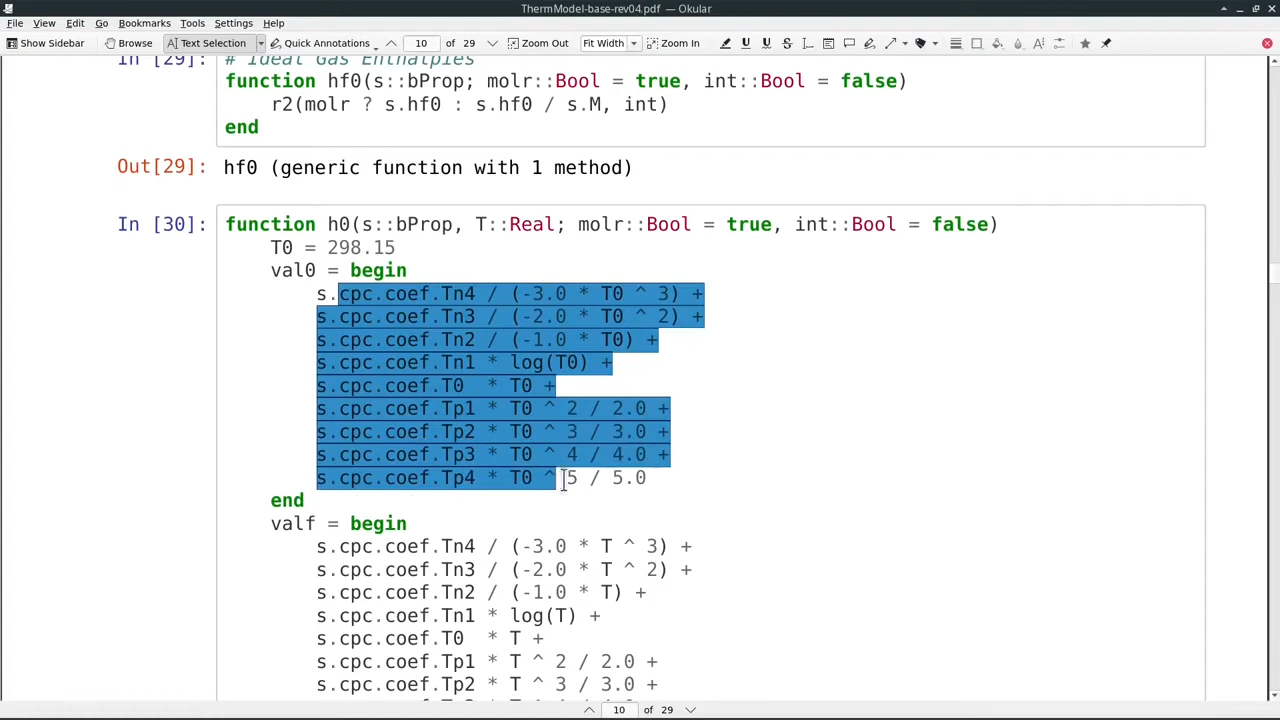 ThermModel-base-rev04.pdf — Okular
File View Edit Go Bookmarks Tools Settings Help
Show Sidebar Browse Text Selection Quick Annotations 10 of 29 Zoom Out Fit Width Zoom In
In [29]: # Ideal Gas Enthalpies
function hf0(s::bProp; molr::Bool = true, int::Bool = false)
r2(molr ? s.hf0 : s.hf0 / s.M, int)
end
Out[29]: hf0 (generic function with 1 method)
In [30]: function h0(s::bProp, T::Real; molr::Bool = true, int::Bool = false)
T0 = 298.15
val0 = begin
s.cpc.coef.Tn4 / (-3.0 * T0 ^ 3) +
s.cpc.coef.Tn3 / (-2.0 * T0 ^ 2) +
s.cpc.coef.Tn2 / (-1.0 * T0) +
s.cpc.coef.Tn1 * log(T0) +
s.cpc.coef.T0 * T0 +
s.cpc.coef.Tp1 * T0 ^ 2 / 2.0 +
s.cpc.coef.Tp2 * T0 ^ 3 / 3.0 +
s.cpc.coef.Tp3 * T0 ^ 4 / 4.0 +
s.cpc.coef.Tp4 * T0 ^ 5 / 5.0
end
valf = begin
s.cpc.coef.Tn4 / (-3.0 * T ^ 3) +
s.cpc.coef.Tn3 / (-2.0 * T ^ 2) +
s.cpc.coef.Tn2 / (-1.0 * T) +
s.cpc.coef.Tn1 * log(T) +
s.cpc.coef.T0 * T +
s.cpc.coef.Tp1 * T ^ 2 / 2.0 +
s.cpc.coef.Tp2 * T ^ 3 / 3.0 +
10 of 29